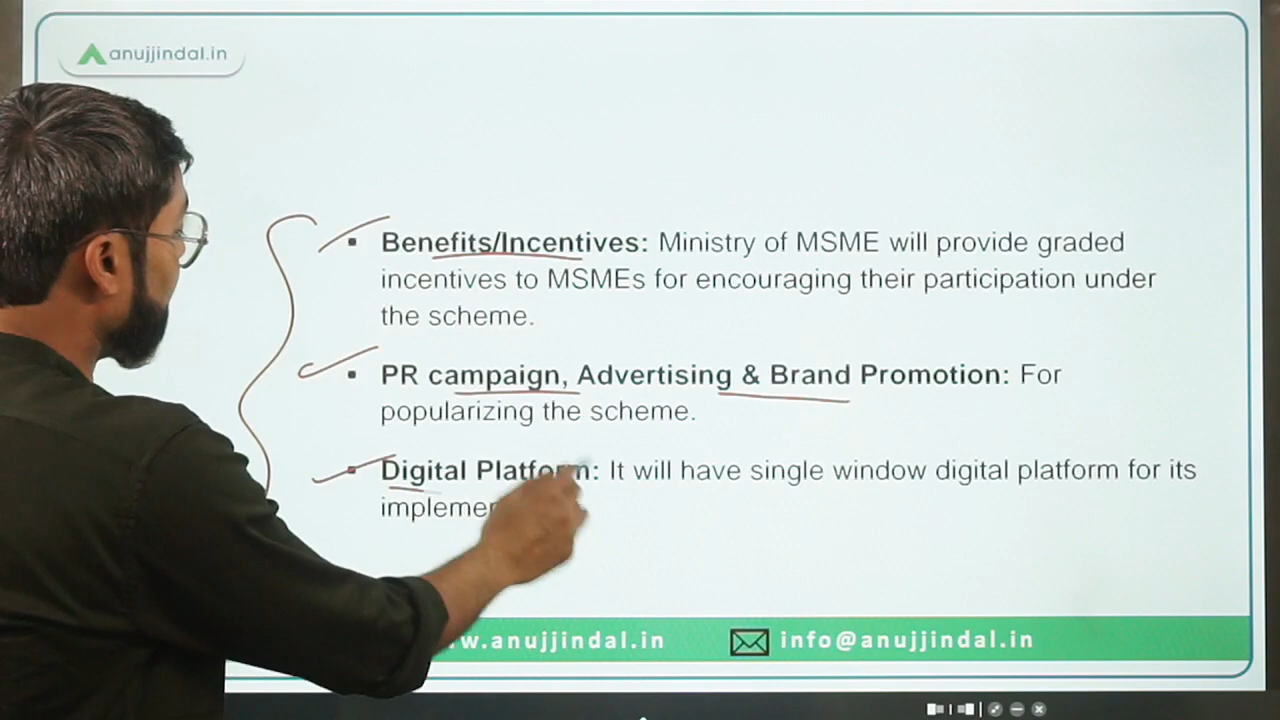 anujjindal.in
Benefits/Incentives: Ministry of MSME will provide graded
incentives to MSMEs for encouraging their participation under
the scheme.
PR campaign, Advertising & Brand Promotion: For
popularizing the scheme.
Digital Platform: It will have single window digital platform for its
w.anujjindal.in
info@anujjindal.in